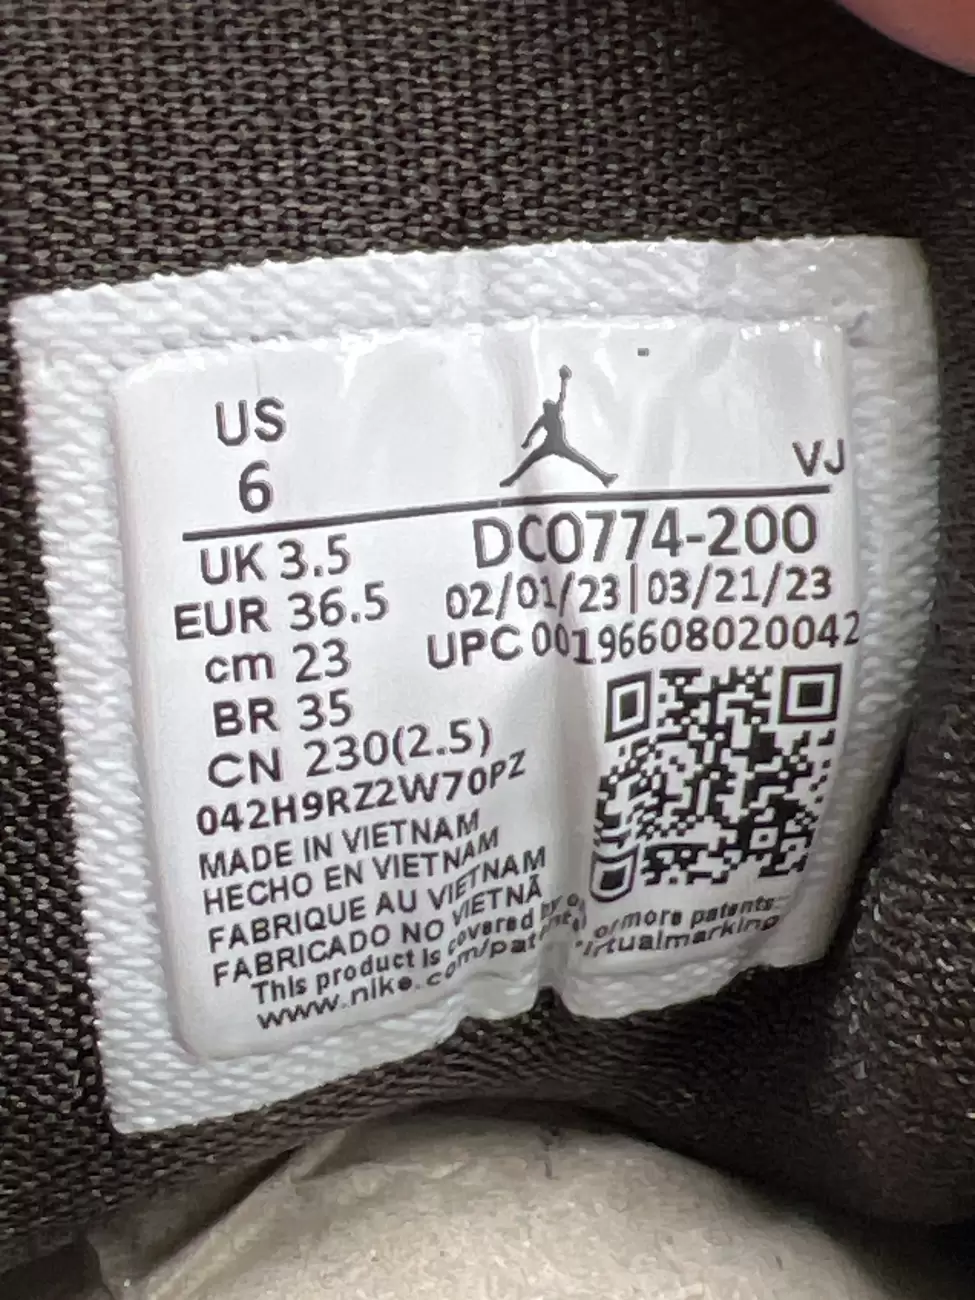 US
6
VJ
UK 3.5
DC0774-200
EUR 36.5
02/01/23|03/21/23
cm 23
UPC 00196608020042
BR 35
CN 230(2.5)
042H9RZ2W70PZ
MADE IN VIETNAM
HECHO EN VIETNAM
FABRIQUE AU VIETNAM
FABRICADO NO VIETNÃ
This product is covered by or more patents
www.nike.com/patents